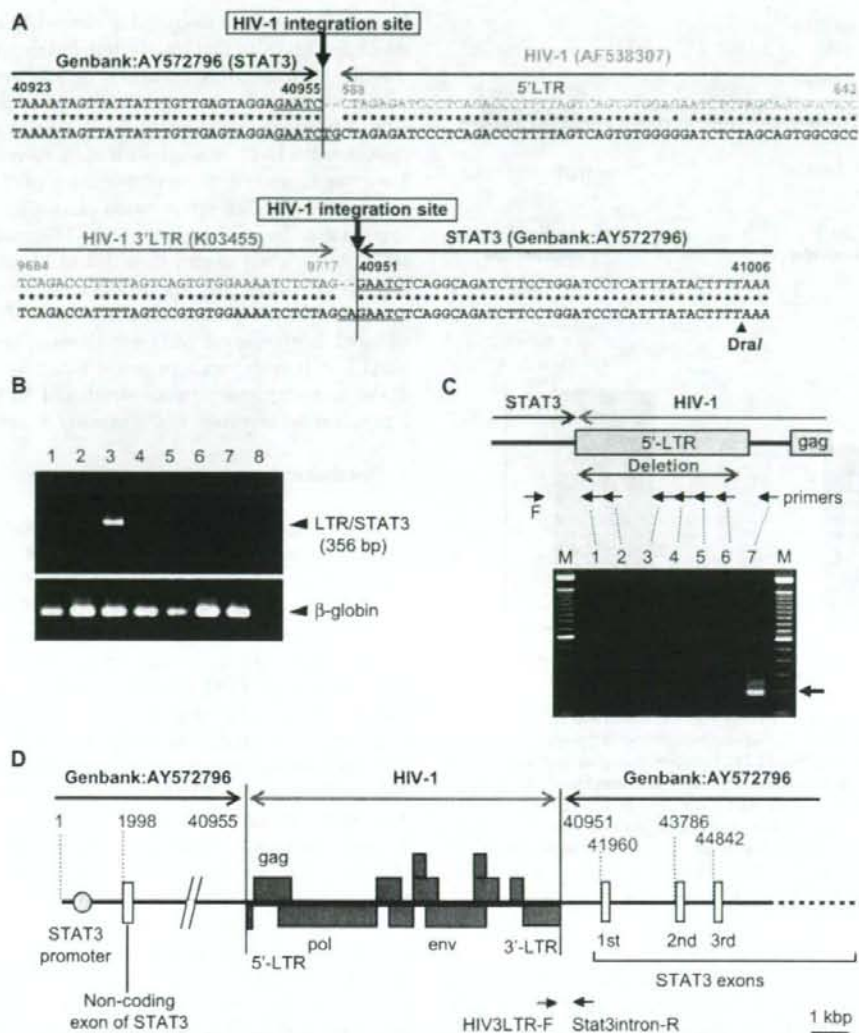 A
HIV-1 integration site
Genbank:AY572796 (STAT3)
HIV-1 (AF538307)
40923
40955
588
5'LTR
642
TAAAATAGTTATTATTTGTTGAGTAGGAGAATC--CTAGAGATCCCTCAGACCCTTTTAGTCAGTGTGGAGAATCTCTAGCAGTGGCGCC
TAAAATAGTTATTATTTGTTGAGTAGGAGAATCTGCTAGAGATCCCTCAGACCCTTTTAGTCAGTGTGGGGGATCTCTAGCAGTGGCGCC
HIV-1 integration site
HIV-1 3'LTR (K03455)
STAT3 (Genbank:AY572796)
9684
9717
40951
41006
TCAGACCCTTTTAGTCAGTGTGGAAAATCTCTAG--GAATCTCAGGCAGATCTTCCTGGATCCTCATTTATACTTTTAAA
TCAGACCATTTTAGTCCGTGTGGAAAATCTCTAGCAGAATCTCAGGCAGATCTTCCTGGATCCTCATTTATACTTTTAAA
DraI
B
1 2 3 4 5 6 7 8
LTR/STAT3
(356 bp)
β-globin
C
STAT3
HIV-1
5'-LTR
gag
Deletion
F
primers
M 1 2 3 4 5 6 7 M
D
Genbank:AY572796
HIV-1
Genbank:AY572796
1
1998
40955
40951
41960
43786
44842
gag
STAT3
promoter
5'-LTR
pol
env
3'-LTR
1st
2nd
3rd
STAT3 exons
Non-coding
exon of STAT3
HIV3LTR-F
Stat3intron-R
1 kbp